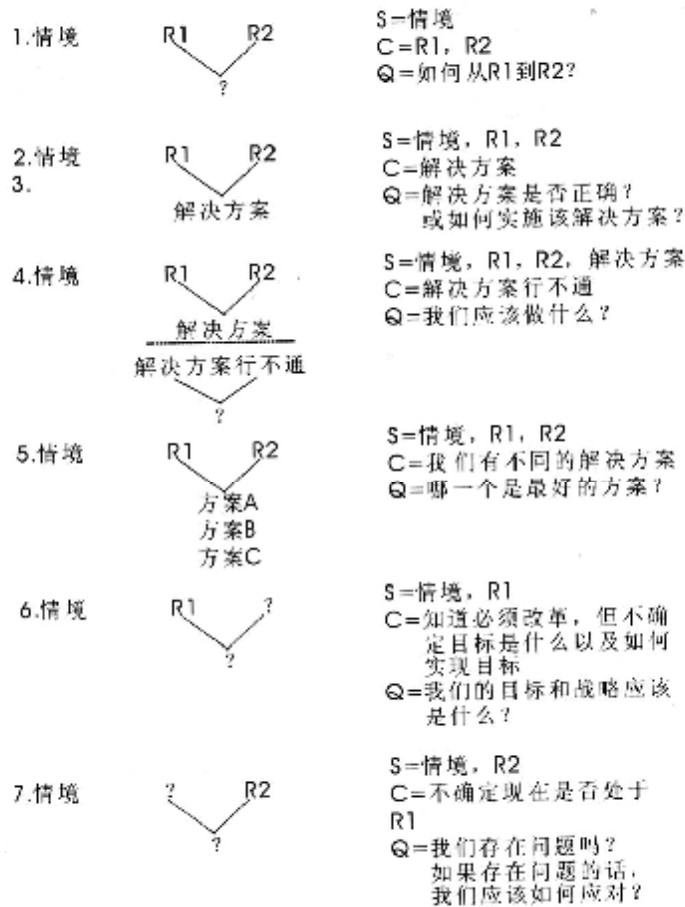 1.情境 R1 R2
?
S=情境
C=R1，R2
Q=如何从R1到R2?
2.情境 R1 R2
3.
解决方案
S=情境，R1，R2
C=解决方案
Q=解决方案是否正确？
或如何实施该解决方案？
4.情境 R1 R2
解决方案
解决方案行不通
?
S=情境，R1，R2，解决方案
C=解决方案行不通
Q=我们应该做什么？
5.情境 R1 R2
方案A
方案B
方案C
S=情境，R1，R2
C=我们有不同的解决方案
Q=哪一个是最好的方案？
6.情境 R1 ?
?
S=情境，R1
C=知道必须改革，但不确
定目标是什么以及如何
实现目标
Q=我们的目标和战略应该
是什么？
7.情境 ? R2
?
S=情境，R2
C=不确定现在是否处于
R1
Q=我们存在问题吗？
如果存在问题的话，
我们应该如何应对？